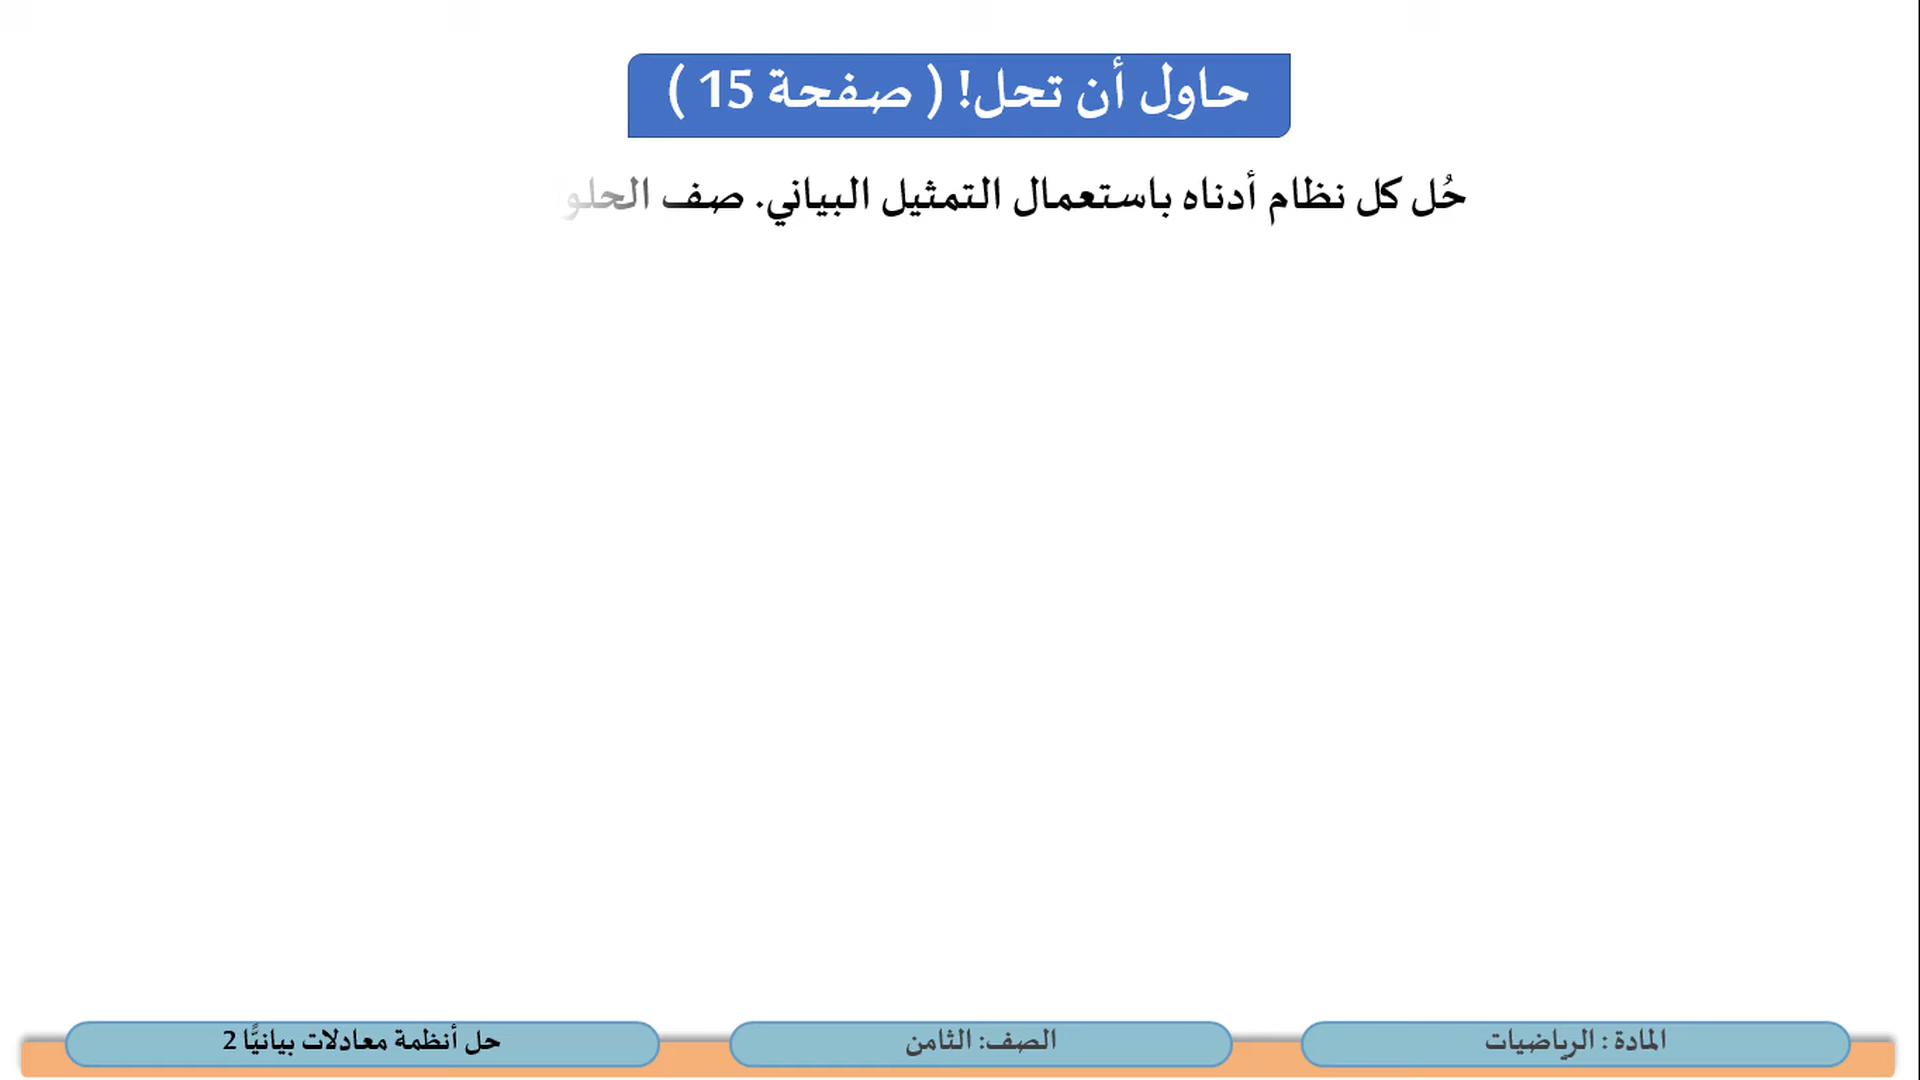 حاول أن تحل! ( صفحة 15 )
حُل كل نظام أدناه باستعمال التمثيل البياني. صف
المادة : الرياضيات
الصف: الثامن
حل أنظمة معادلات بيانيًّا 2